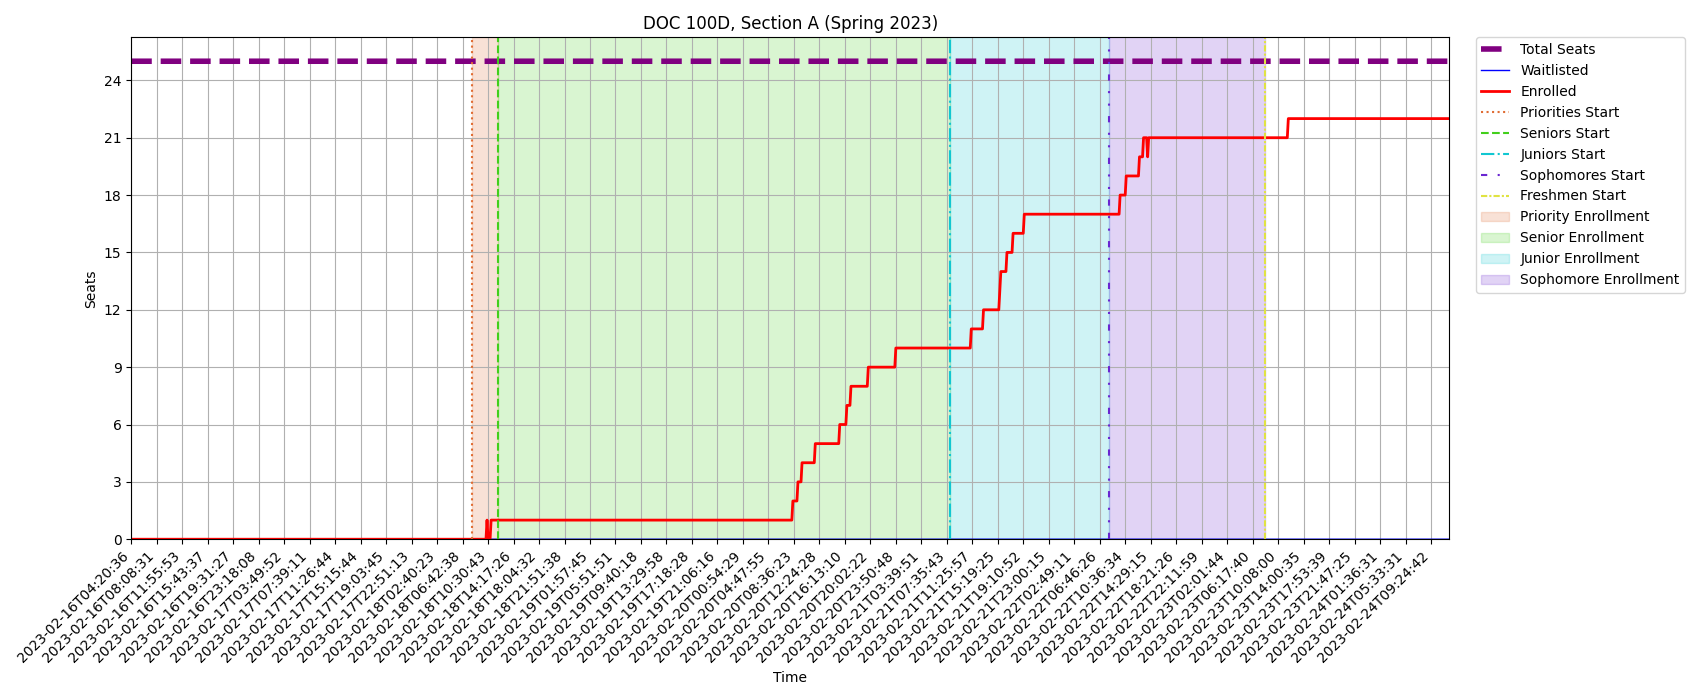 DOC 100D, Section A (Spring 2023)
Total Seats
Waitlisted
Enrolled
Priorities Start
Seniors Start
Juniors Start
Sophomores Start
Freshmen Start
Priority Enrollment
Senior Enrollment
Junior Enrollment
Sophomore Enrollment
Seats
24
21
18
15
12
9
6
3
0
2023-02-16T04:20:36
2023-02-16T08:08:31
2023-02-16T11:55:53
2023-02-16T15:43:37
2023-02-16T19:31:27
2023-02-16T23:18:08
2023-02-17T03:49:52
2023-02-17T07:39:11
2023-02-17T11:26:44
2023-02-17T15:15:44
2023-02-17T19:03:45
2023-02-17T22:51:13
2023-02-18T02:40:23
2023-02-18T06:42:38
2023-02-18T10:30:43
2023-02-18T14:17:26
2023-02-18T18:04:32
2023-02-18T21:51:38
2023-02-19T01:57:45
2023-02-19T05:51:51
2023-02-19T09:40:18
2023-02-19T13:29:58
2023-02-19T17:18:28
2023-02-19T21:06:16
2023-02-20T00:54:29
2023-02-20T04:47:55
2023-02-20T08:36:23
2023-02-20T12:24:28
2023-02-20T16:13:10
2023-02-20T20:02:22
2023-02-20T23:50:48
2023-02-21T03:39:51
2023-02-21T07:35:43
2023-02-21T11:25:57
2023-02-21T15:19:25
2023-02-21T19:10:52
2023-02-21T23:00:15
2023-02-22T02:49:11
2023-02-22T06:46:26
2023-02-22T10:36:34
2023-02-22T14:29:15
2023-02-22T18:21:26
2023-02-22T22:11:59
2023-02-23T02:01:44
2023-02-23T06:17:40
2023-02-23T10:08:00
2023-02-23T14:00:35
2023-02-23T17:53:39
2023-02-23T21:47:25
2023-02-24T01:36:31
2023-02-24T05:33:31
2023-02-24T09:24:42
Time